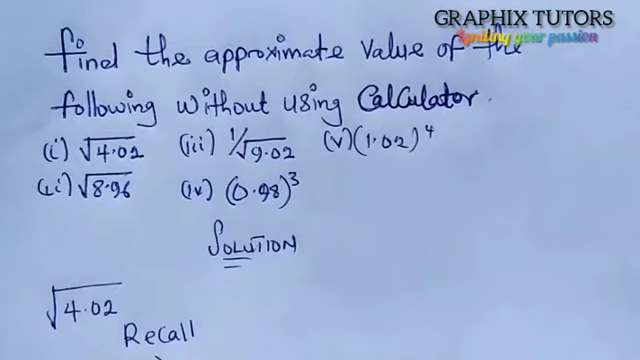 GRAPHIX TUTORS
Igniting your passion
Find the approximate value of the
following without using Calculator.
(i) √4.02 (iii) 1/√9.02 (v) (1.02)⁴
(ii) √8.96 (iv) (0.98)³
SOLUTION
√4.02
Recall